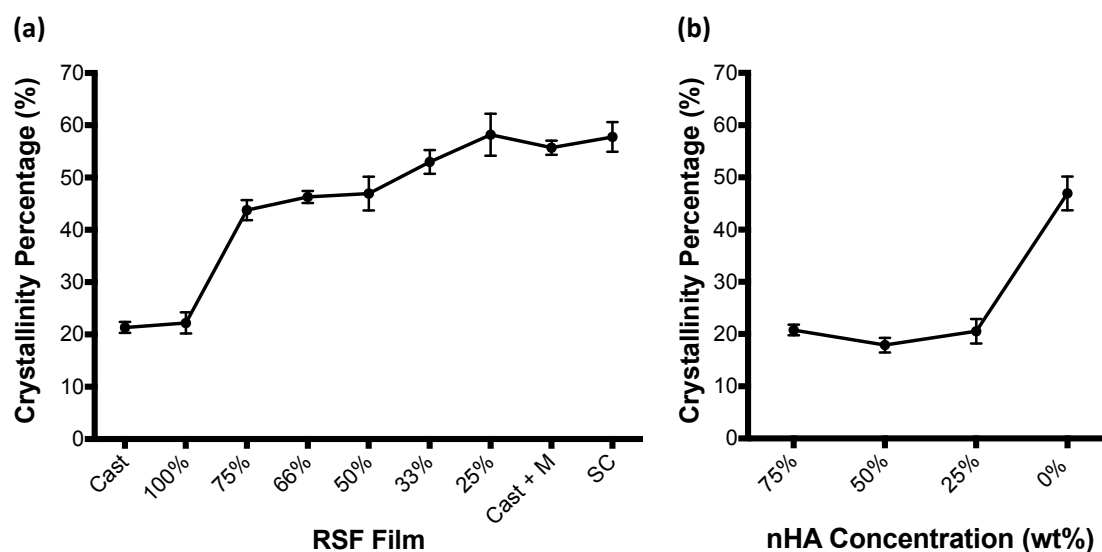 (a)
Crystallinity Percentage (%)
70
60
50
40
30
20
10
0
Cast
100%
75%
66%
50%
33%
25%
Cast + M
SC
RSF Film
(b)
Crystallinity Percentage (%)
70
60
50
40
30
20
10
0
75%
50%
25%
0%
nHA Concentration (wt%)